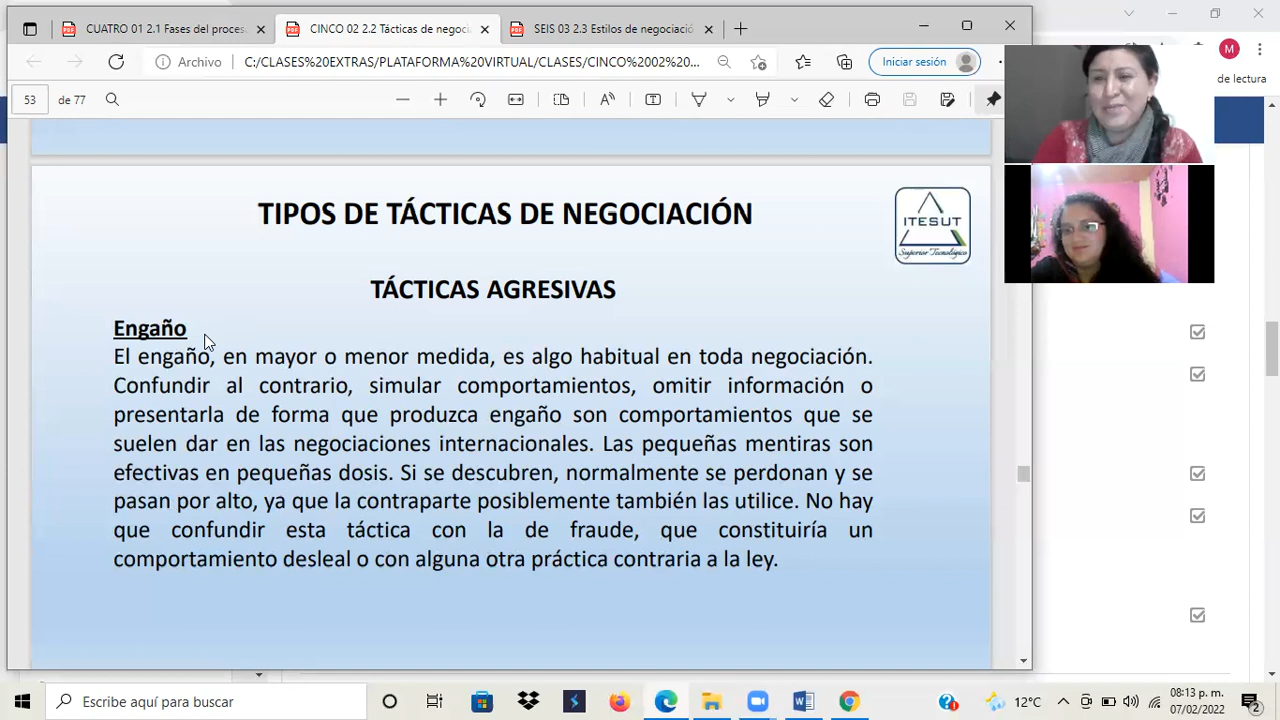 CUATRO 01 2.1 Fases del proces
CINCO 02 2.2 Tácticas de negoci
SEIS 03 2.3 Estilos de negociació
Archivo
C:/CLASES%20EXTRAS/PLATAFORMA%20VIRTUAL/CLASES/CINCO%2002%20...
Iniciar sesión
M
de lectura
53
de 77
TIPOS DE TÁCTICAS DE NEGOCIACIÓN
ITESUT
Superior Tecnológico
TÁCTICAS AGRESIVAS
Engaño
El engaño, en mayor o menor medida, es algo habitual en toda negociación.
Confundir al contrario, simular comportamientos, omitir información o
presentarla de forma que produzca engaño son comportamientos que se
suelen dar en las negociaciones internacionales. Las pequeñas mentiras son
efectivas en pequeñas dosis. Si se descubren, normalmente se perdonan y se
pasan por alto, ya que la contraparte posiblemente también las utilice. No hay
que confundir esta táctica con la de fraude, que constituiría un
comportamiento desleal o con alguna otra práctica contraria a la ley.
Escribe aquí para buscar
12°C
08:13 p. m.
07/02/2022
2